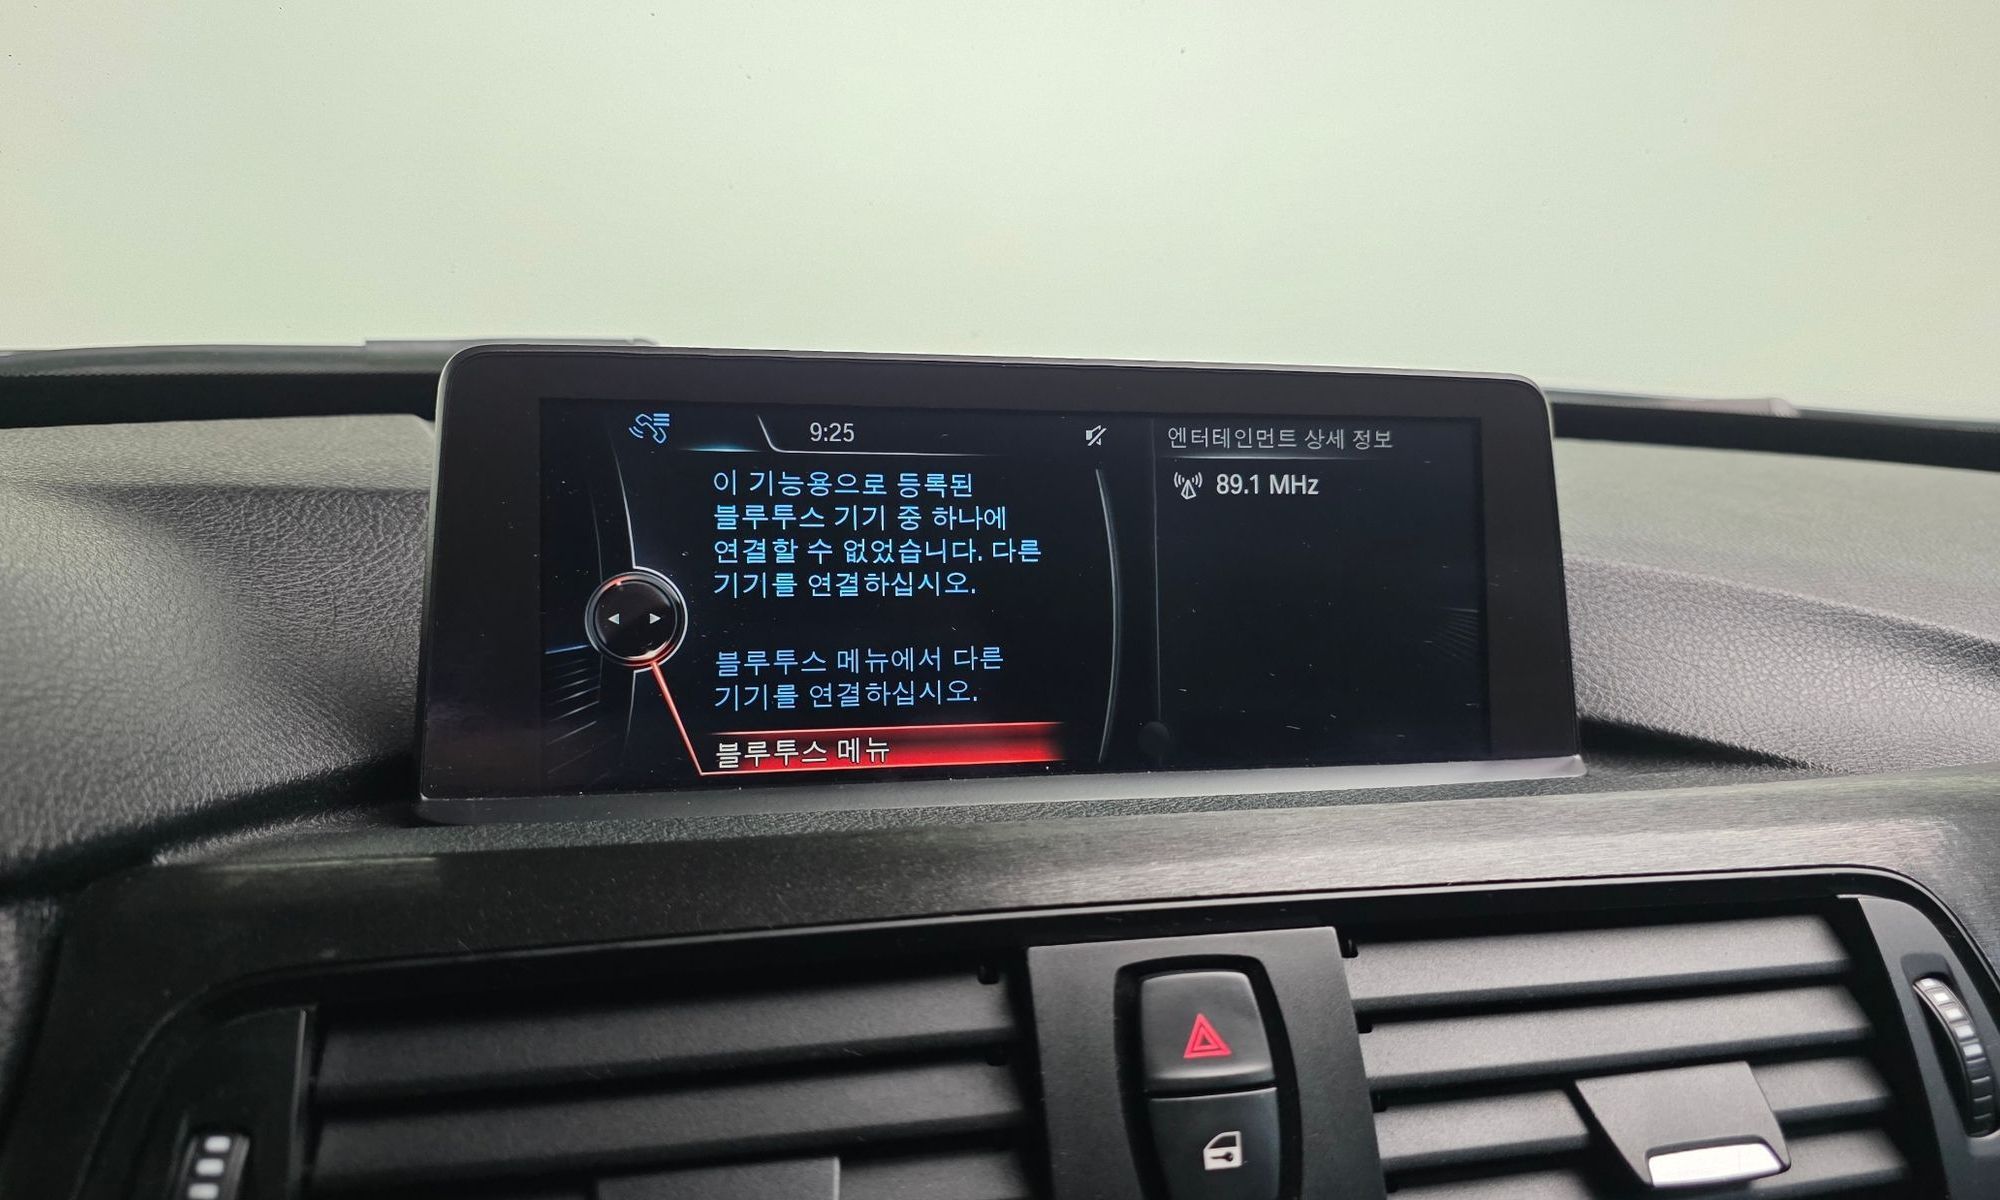 9:25
이 기능용으로 등록된
블루투스 기기 중 하나에
연결할 수 없었습니다. 다른
기기를 연결하십시오.
블루투스 메뉴에서 다른
기기를 연결하십시오.
블루투스 메뉴
엔터테인먼트 상세 정보
89.1 MHz